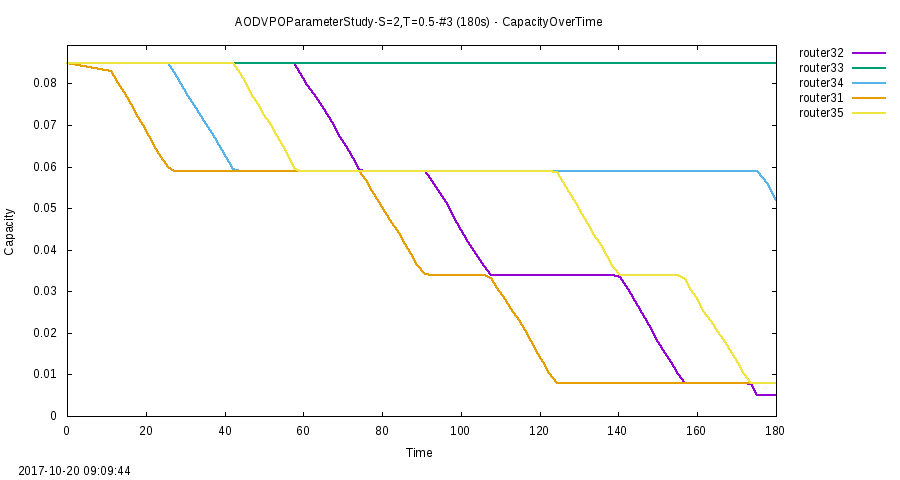 AODVPOParameterStudy-S=2,T=0.5-#3 (180s) - CapacityOverTime
router32
router33
router34
router31
router35
0.08
0.07
0.06
0.05
0.04
0.03
0.02
0.01
0
Capacity
0 20 40 60 80 100 120 140 160 180
Time
2017-10-20 09:09:44